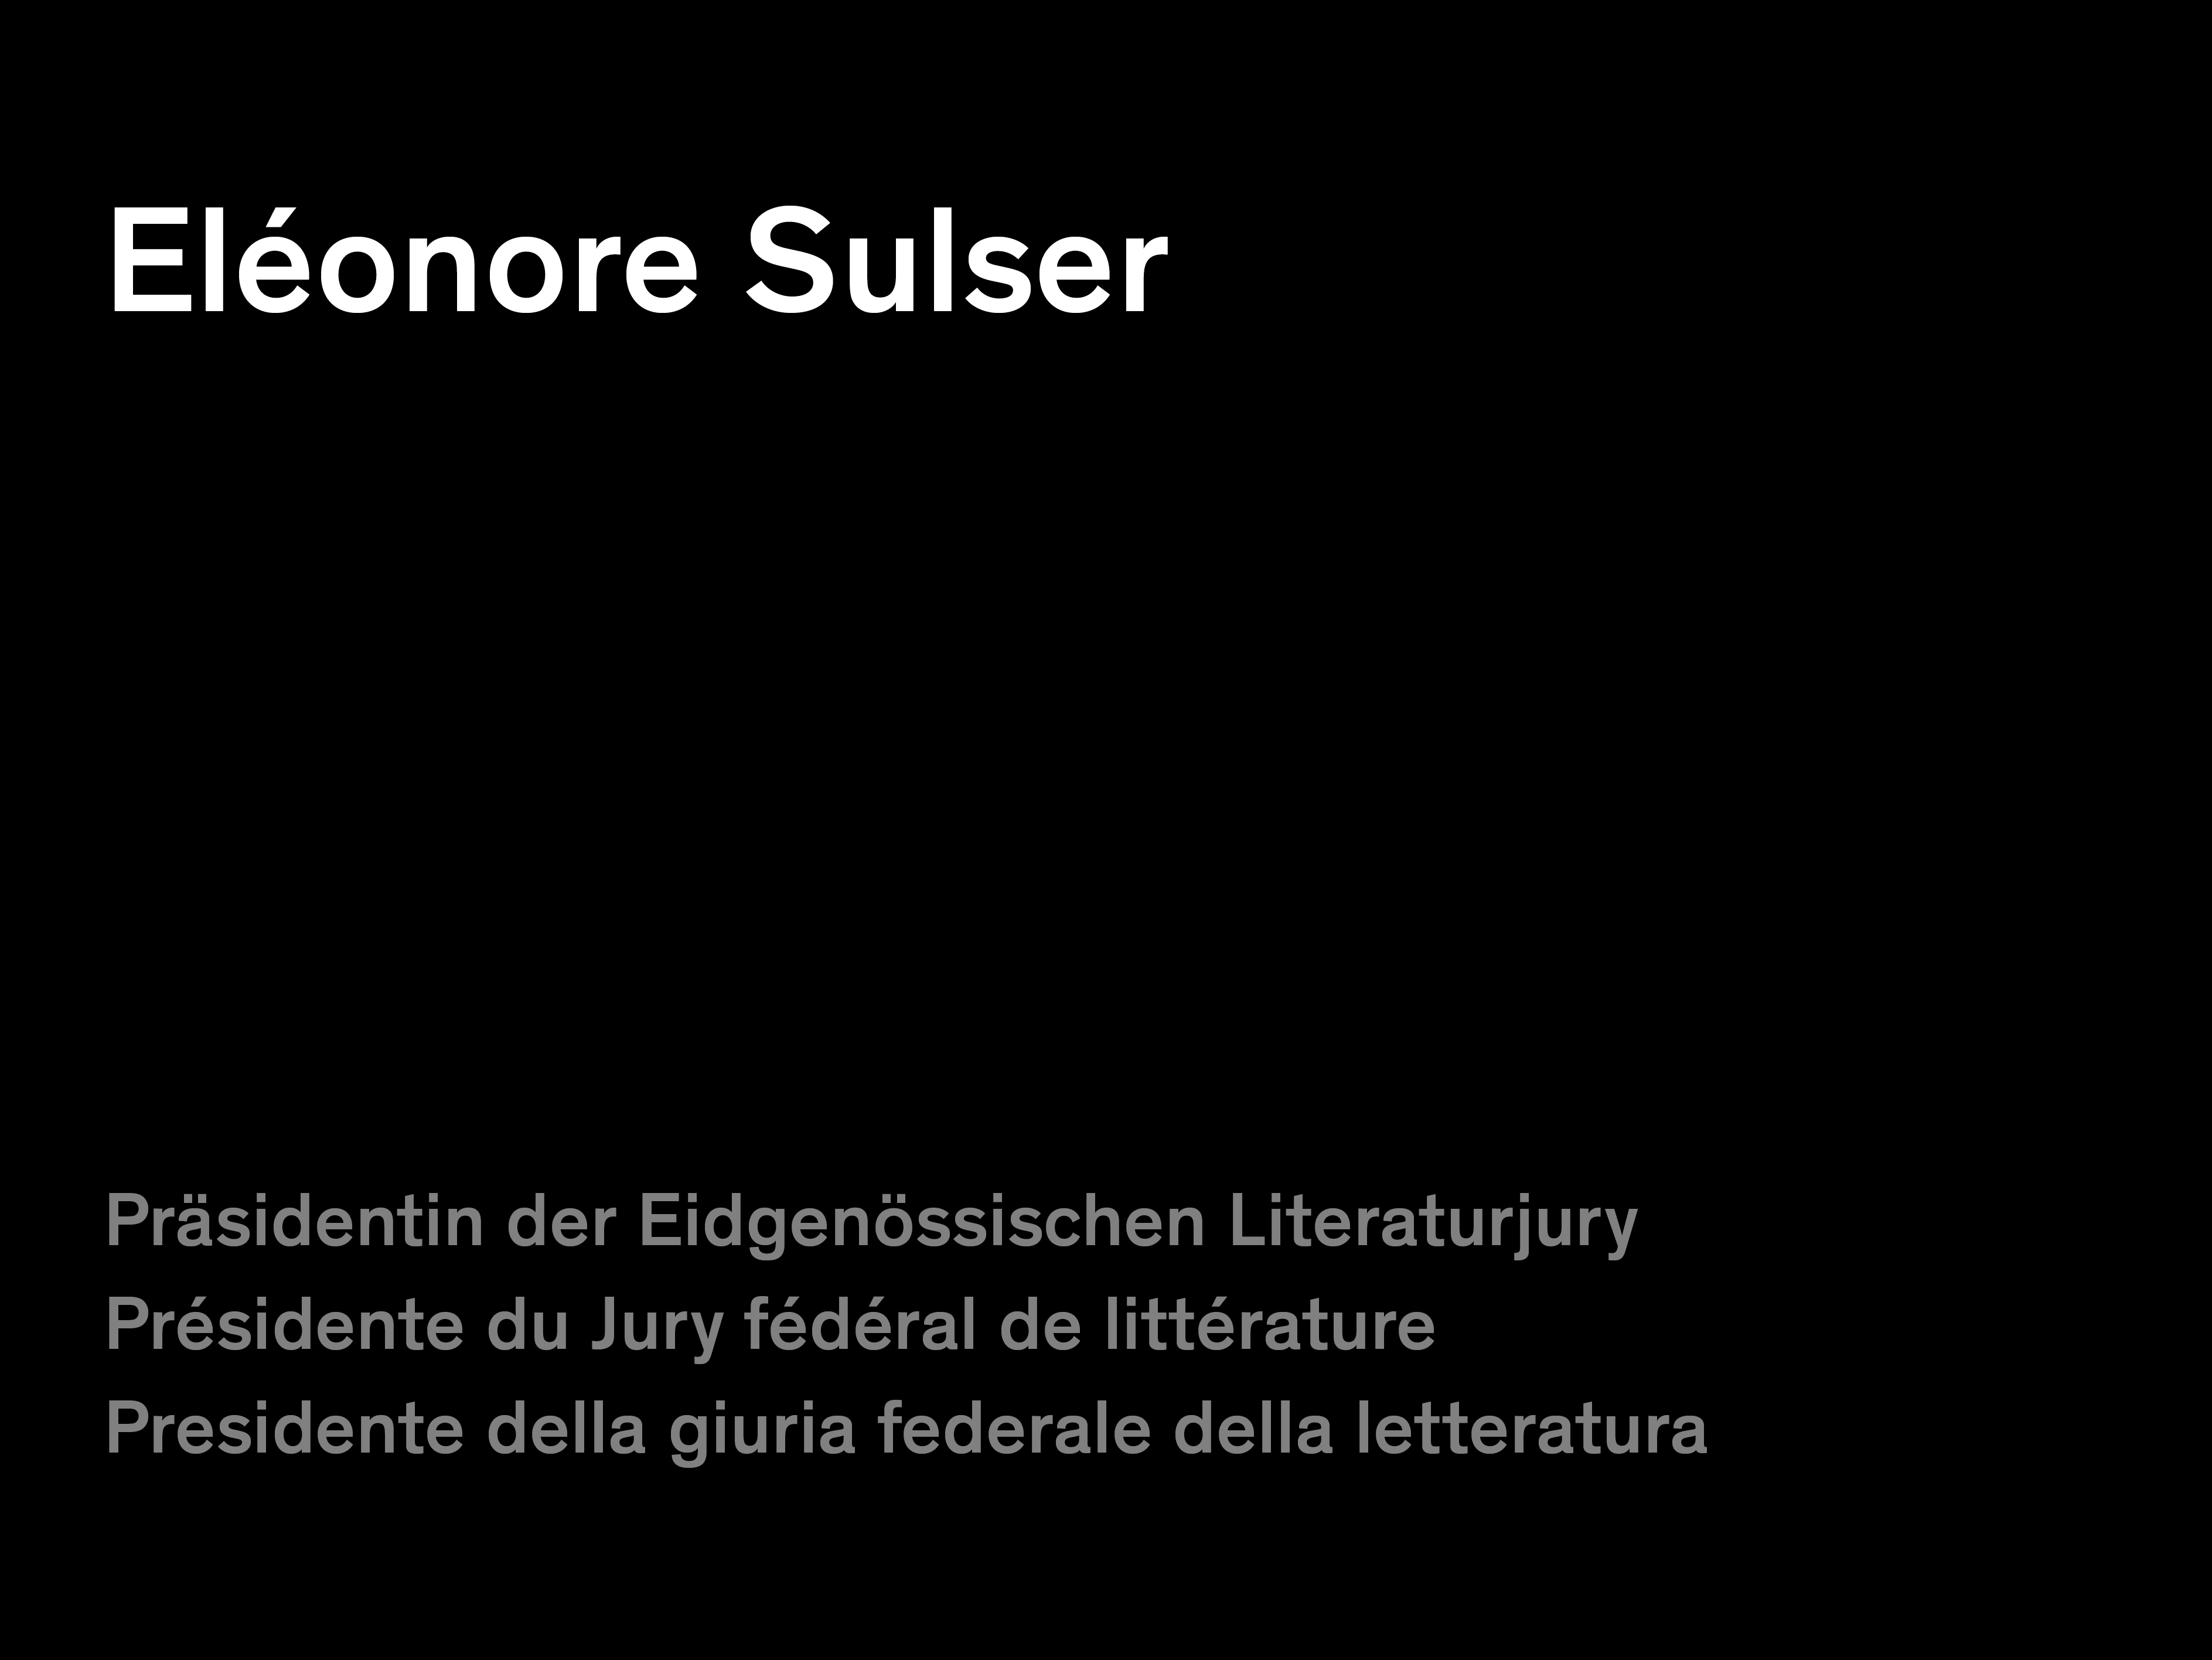 Eléonore Sulser
Präsidentin der Eidgenössischen Literaturjury
Présidente du Jury fédéral de littérature
Presidente della giuria federale della letteratura